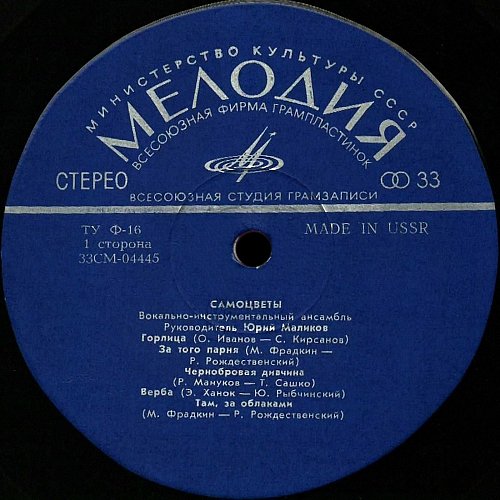 МИНИСТЕРСТВО КУЛЬТУРЫ СССР
МЕЛОДИЯ
ВСЕСОЮЗНАЯ ФИРМА ГРАМПЛАСТИНОК
СТЕРЕО
33
ВСЕСОЮЗНАЯ СТУДИЯ ГРАМЗАПИСИ
ТУ Ф-16
MADE IN USSR
1 сторона
33СМ-04445
САМОЦВЕТЫ
Вокально-инструментальный ансамбль
Руководитель Юрий Маликов
Горлица (О. Иванов — С. Кирсанов)
За того парня (М. Фрадкин —
Р. Рождественский)
Чернобровая дивчина
(Р. Мануков — Т. Сашко)
Верба (Э. Ханок — Ю. Рыбчинский)
Там, за облаками
(М. Фрадкин — Р. Рождественский)